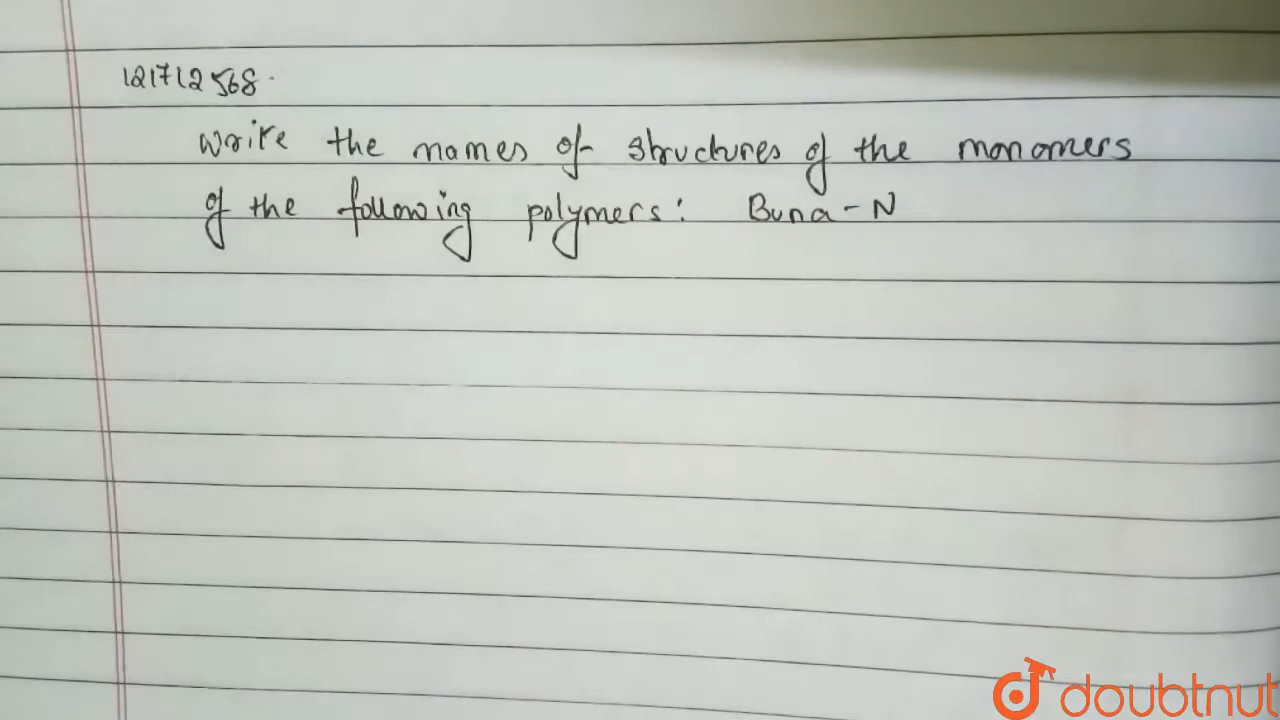 121712568.
write the names of structures of the monomers
of the following polymers: Buna-N
doubtnut